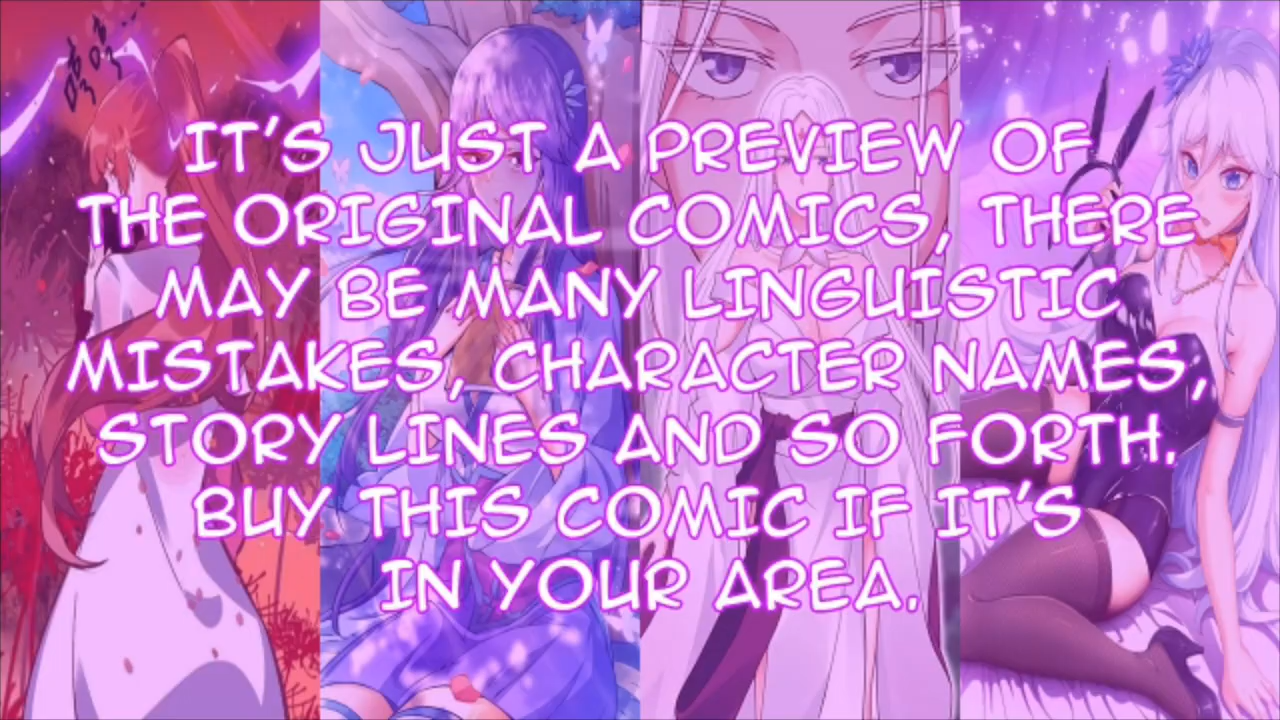 IT'S JUST A PREVIEW OF
THE ORIGINAL COMICS, THERE
MAY BE MANY LINGUISTIC
MISTAKES, CHARACTER NAMES,
STORY LINES AND SO FORTH.
BUY THIS COMIC IF IT'S
IN YOUR AREA.